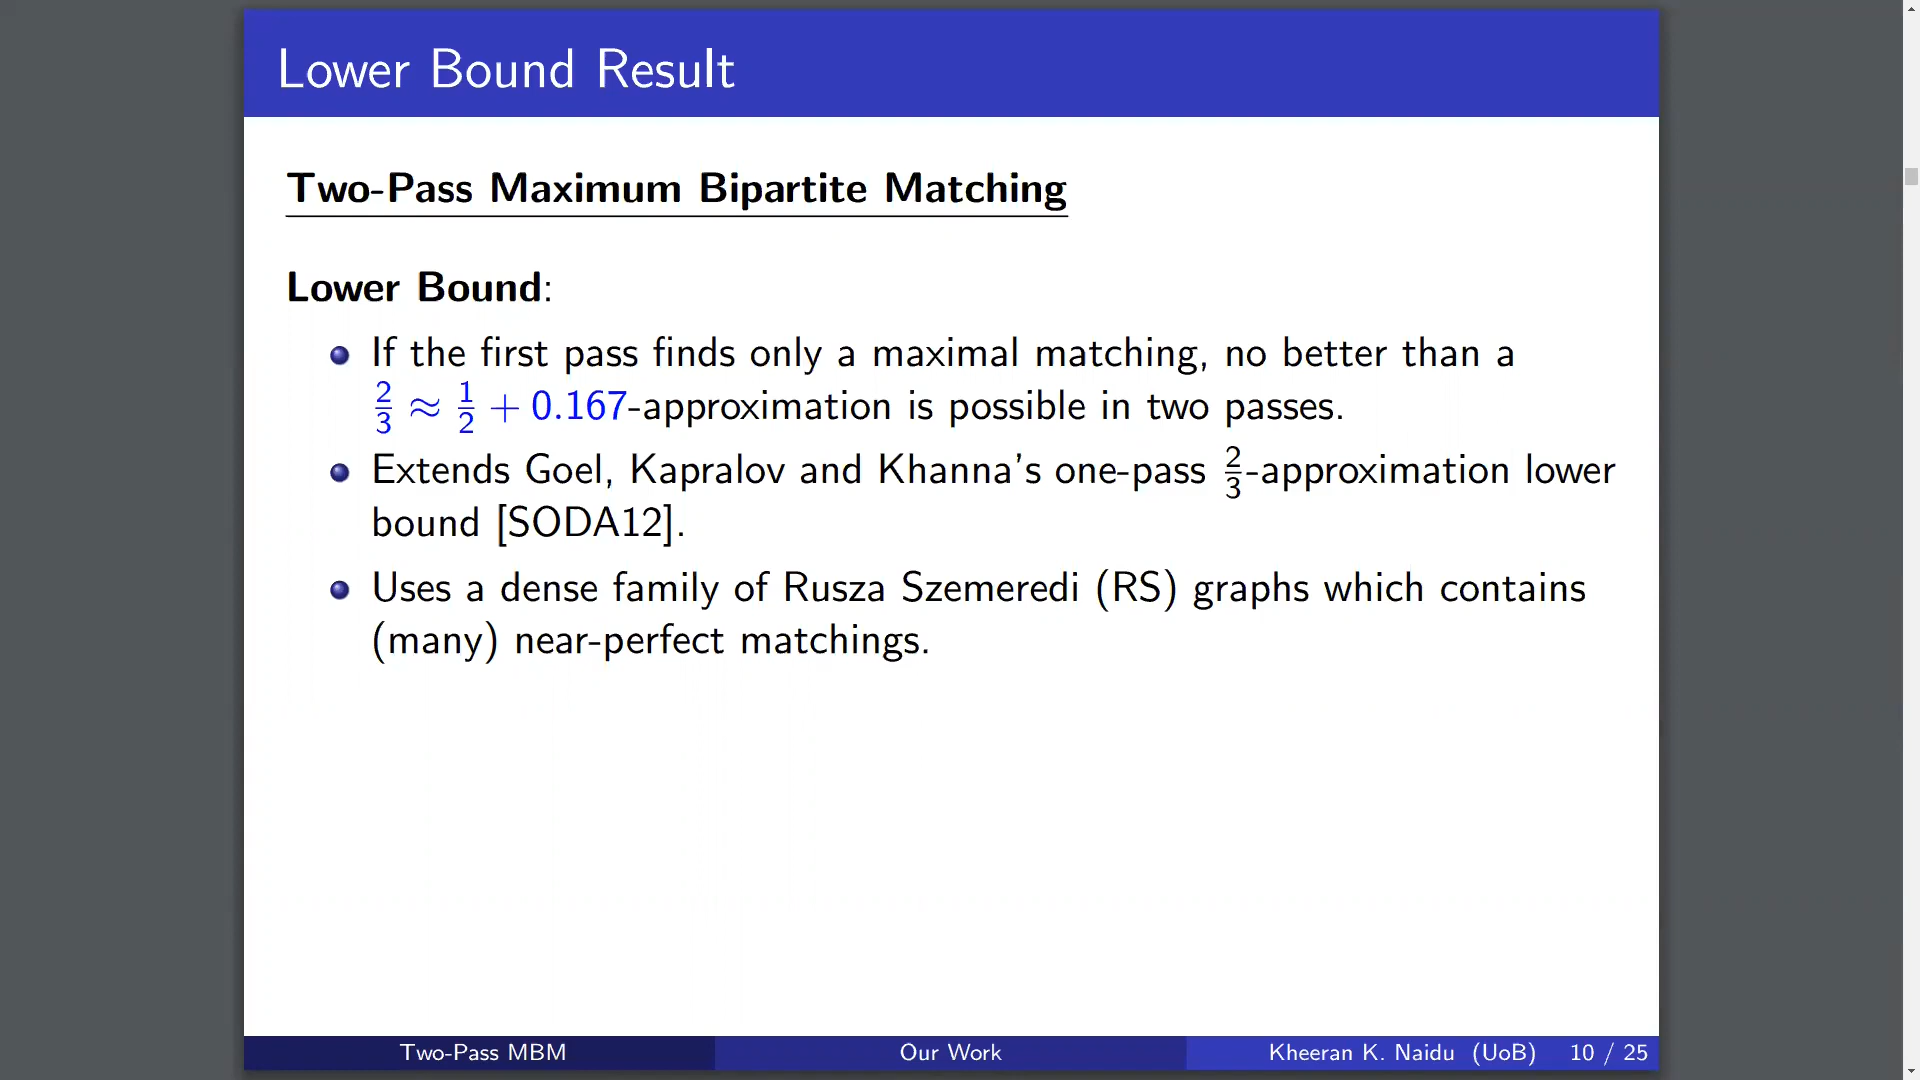 Lower Bound Result
Two-Pass Maximum Bipartite Matching
Lower Bound:
If the first pass finds only a maximal matching, no better than a
2/3 ≈ 1/2 + 0.167-approximation is possible in two passes.
Extends Goel, Kapralov and Khanna's one-pass 2/3-approximation lower
bound [SODA12].
Uses a dense family of Rusza Szemeredi (RS) graphs which contains
(many) near-perfect matchings.
Two-Pass MBM Our Work Kheeran K. Naidu (UoB) 10 / 25